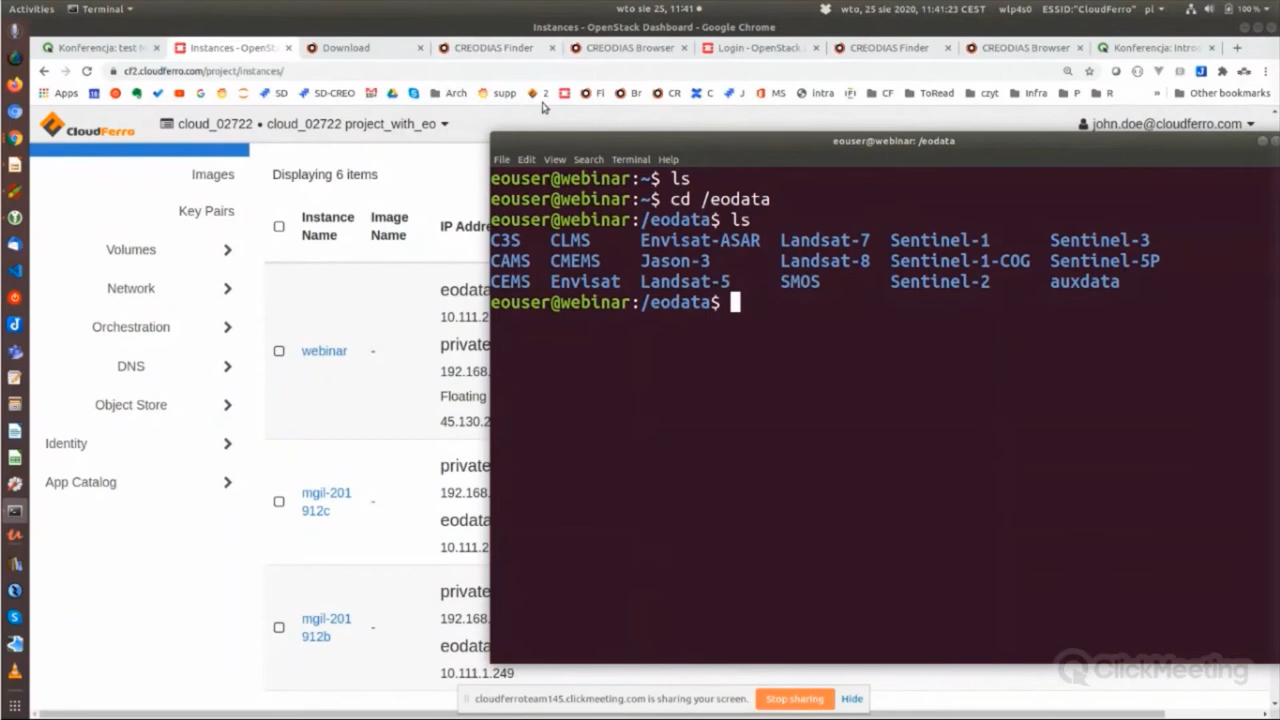 Activities Terminal wto sie 25, 11:41 wto, 25 sie 2020, 11:41:23 CEST wlp4s0 ESSID:"CloudFerro" pl 100%
Instances - OpenStack Dashboard - Google Chrome
Konferencja: test M Instances - OpenSt Download CREODIAS Finder CREODIAS Browser Login - OpenStack CREODIAS Finder CREODIAS Browser Konferencja: Intro
cf2.cloudferro.com/project/instances/
Apps 18 SD SD-CREO Arch supp 2 Fi Br CR C J MS intra CF ToRead czyt Infra P R » Other bookmarks
CloudFerro cloud_02722 • cloud_02722 project_with_eo john.doe@cloudferro.com
Images
Key Pairs
Volumes
Network
Orchestration
DNS
Object Store
Identity
App Catalog
Displaying 6 items
Instance Name
Image Name
IP Addre
webinar
-
eodata
10.111.2
private
192.168.
Floating
45.130.2
mgil-201
912c
-
private
192.168.
eodata
10.111.2
mgil-201
912b
-
private
192.168.
eodata
10.111.1.249
eouser@webinar: /eodata
File Edit View Search Terminal Help
eouser@webinar:~$ ls
eouser@webinar:~$ cd /eodata
eouser@webinar:/eodata$ ls
C3S CLMS Envisat-ASAR Landsat-7 Sentinel-1 Sentinel-3
CAMS CMEMS Jason-3 Landsat-8 Sentinel-1-COG Sentinel-5P
CEMS Envisat Landsat-5 SMOS Sentinel-2 auxdata
eouser@webinar:/eodata$
ClickMeeting
cloudferroteam145.clickmeeting.com is sharing your screen. Stop sharing Hide